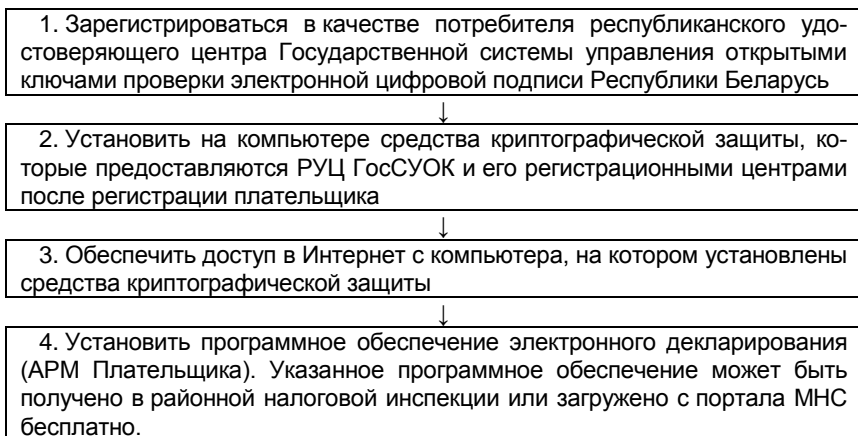 1. Зарегистрироваться в качестве потребителя республиканского удо-
стоверяющего центра Государственной системы управления открытыми
ключами проверки электронной цифровой подписи Республики Беларусь
↓
2. Установить на компьютере средства криптографической защиты, ко-
торые предоставляются РУЦ ГосСУОК и его регистрационными центрами
после регистрации плательщика
↓
3. Обеспечить доступ в Интернет с компьютера, на котором установлены
средства криптографической защиты
↓
4. Установить программное обеспечение электронного декларирования
(АРМ Плательщика). Указанное программное обеспечение может быть
получено в районной налоговой инспекции или загружено с портала МНС
бесплатно.